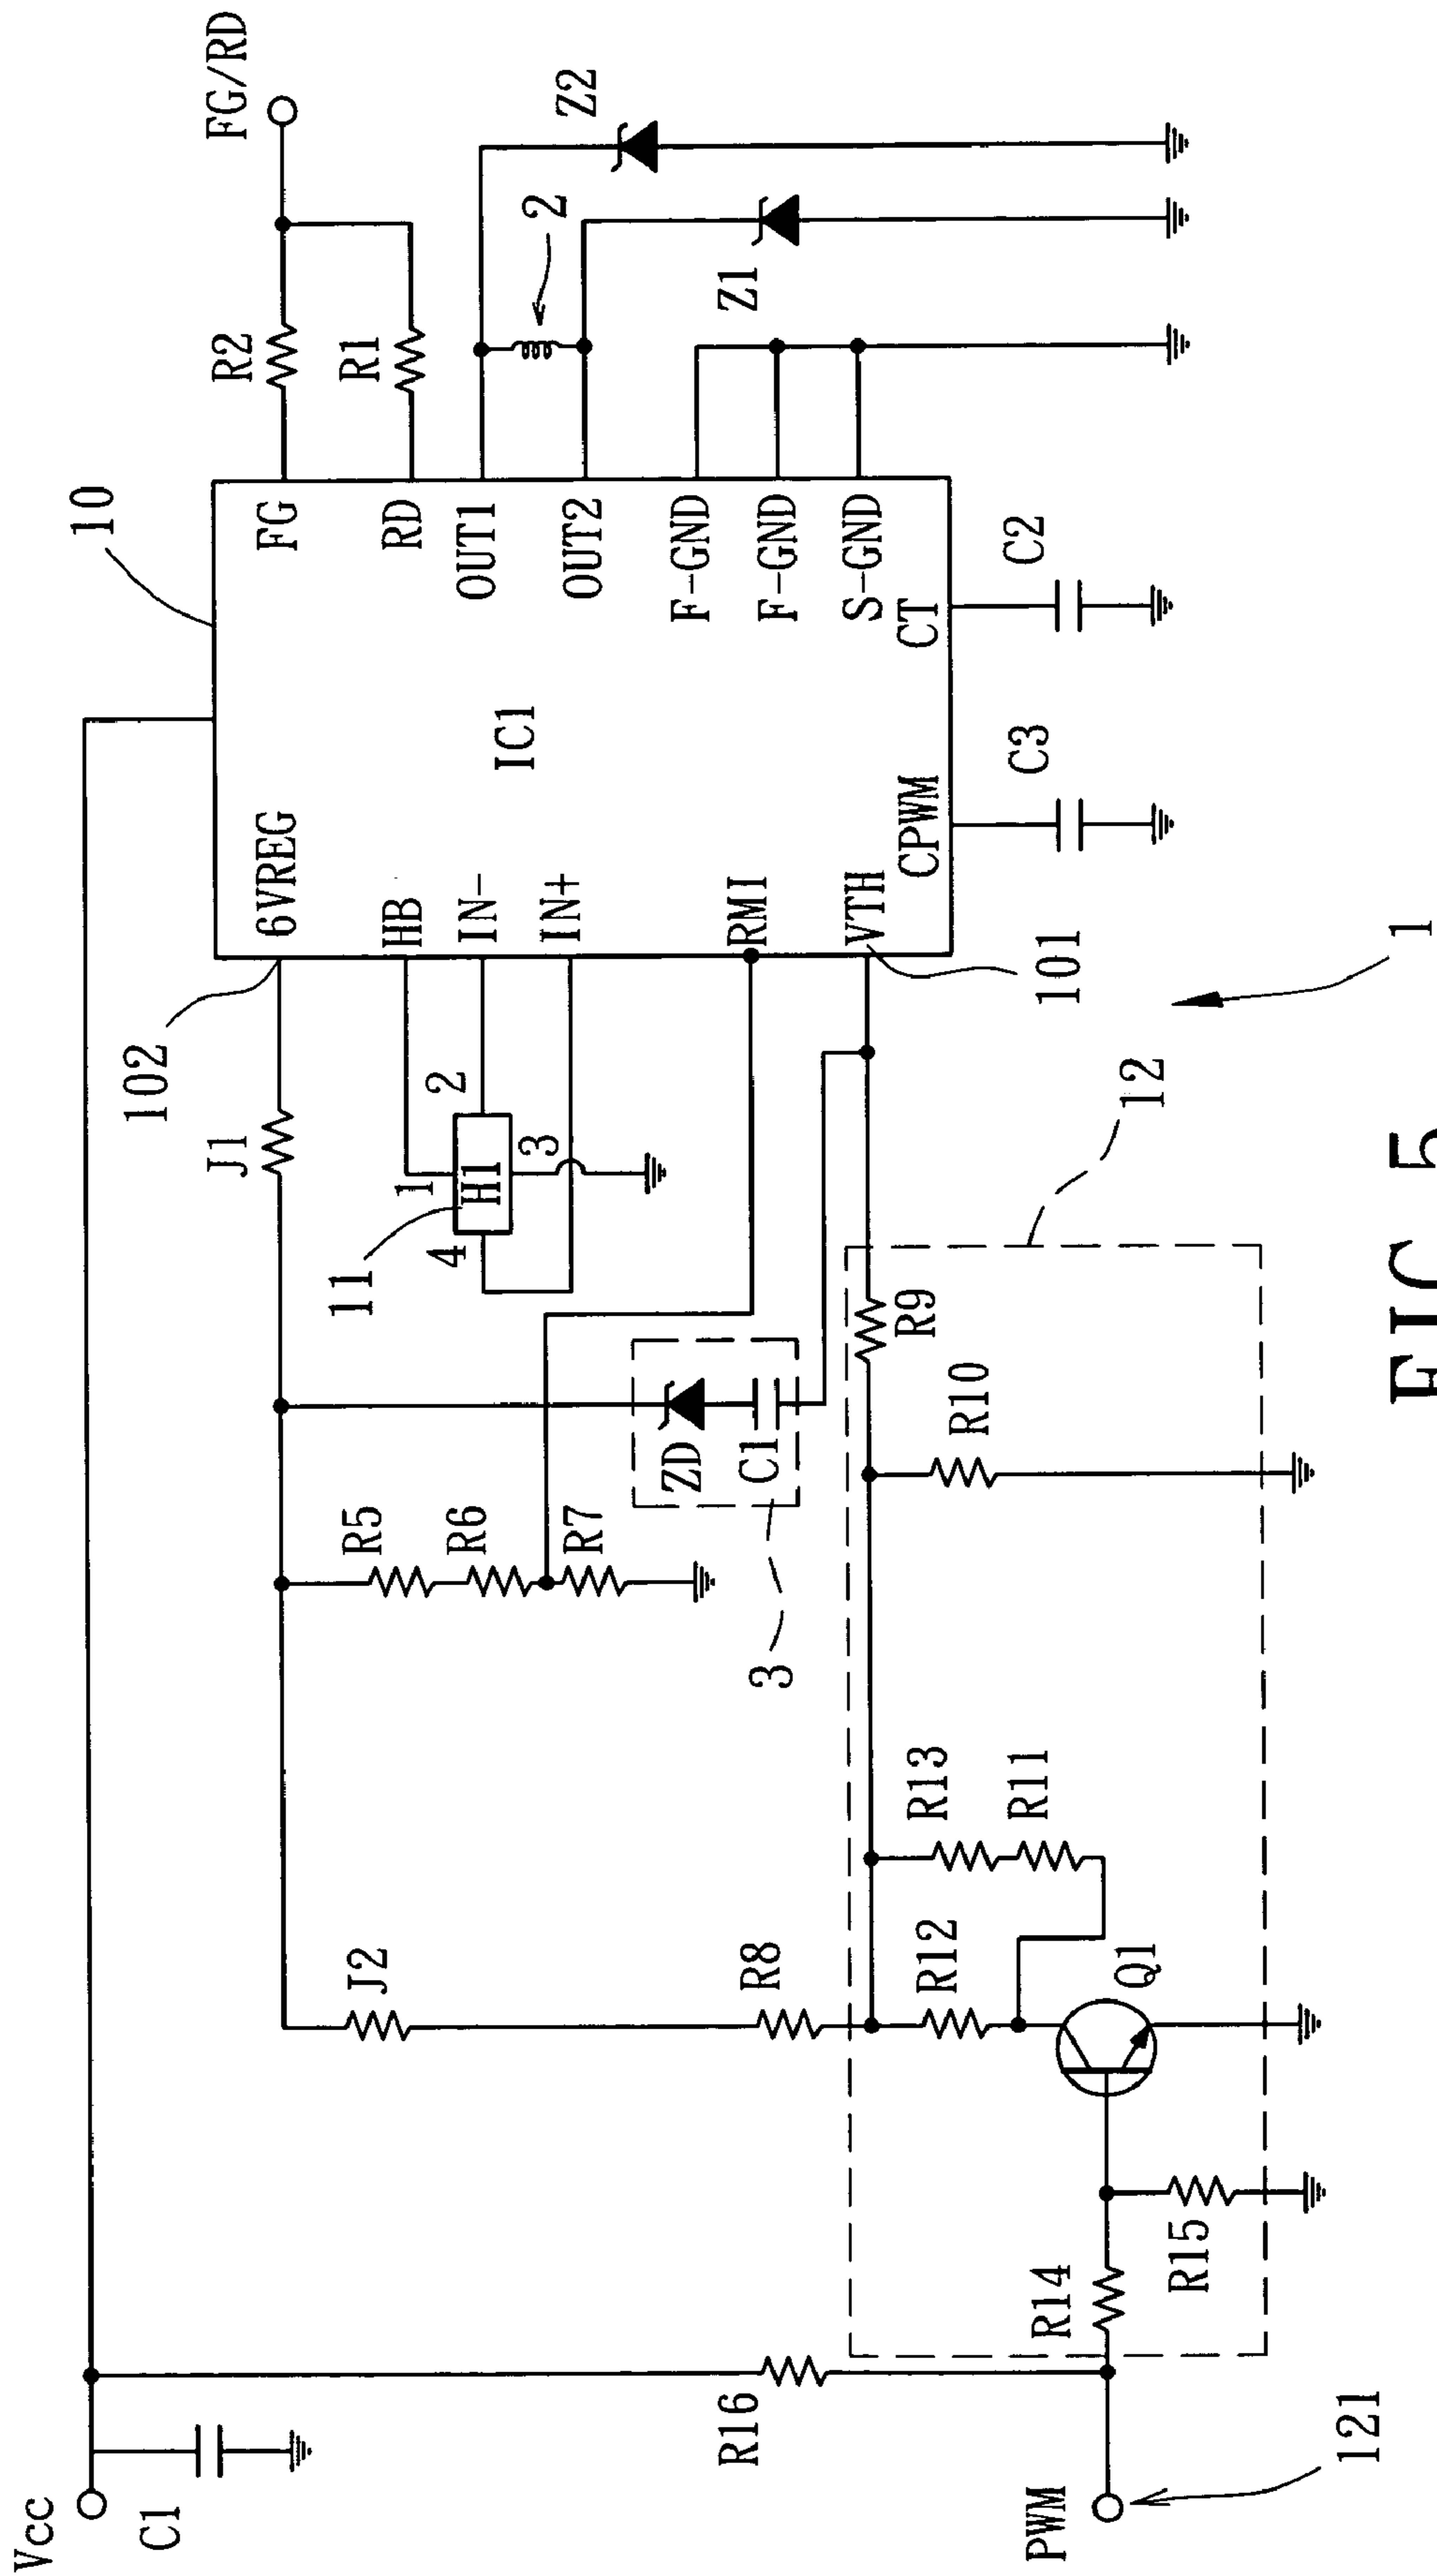 Vcc
C1
10
FG/RD
R2
R1
Z2
2
Z1
102
J1
6VREG
FG
HB
RD
IN-
OUT1
IN+
OUT2
IC1
RMI
F-GND
F-GND
VTH
S-GND
CPWM
CT
101
C3
C2
1
2
H1
3
4
11
J2
R5
R6
R7
ZD
C1
3
R8
R16
R9
R10
12
R13
R11
R12
Q1
R14
R15
PWM
121
1
FIG. 5